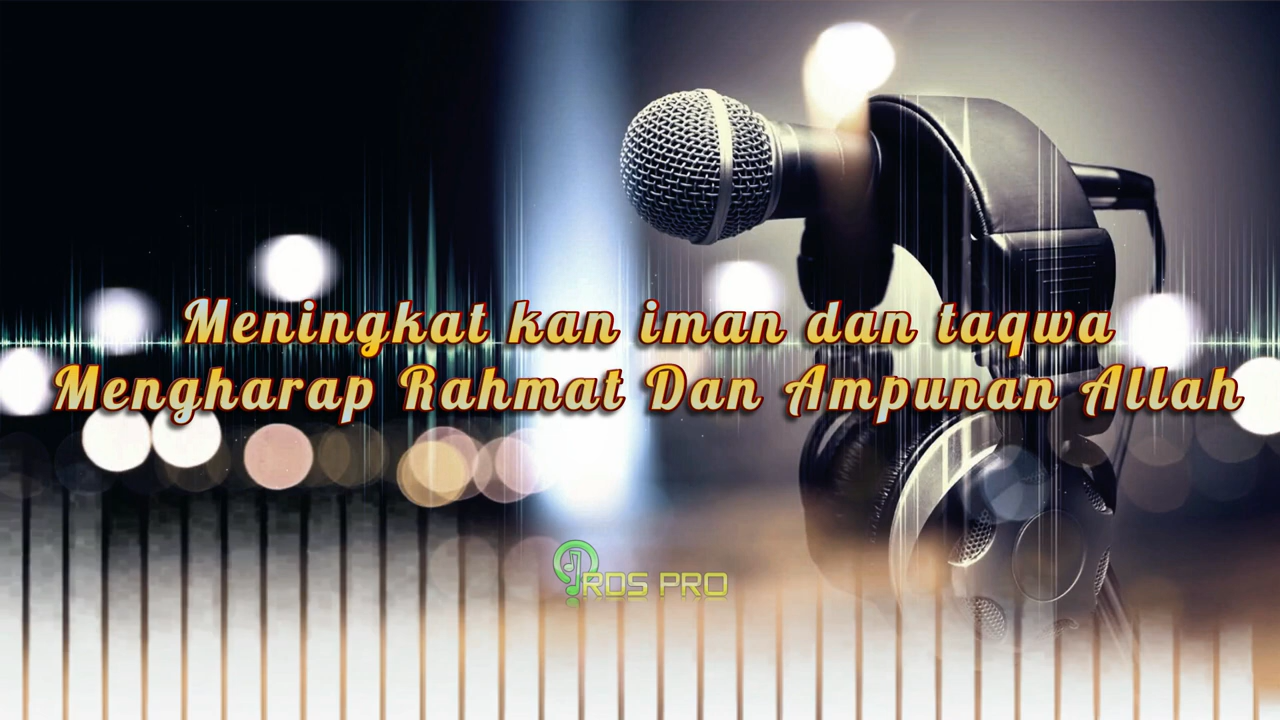 Meningkat kan iman dan taqwa
Mengharap Rahmat Dan Ampunan Allah
RDS PRO